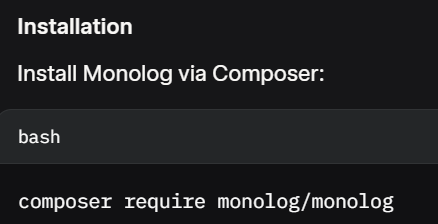 Installation
Install Monolog via Composer:
bash
composer require monolog/monolog